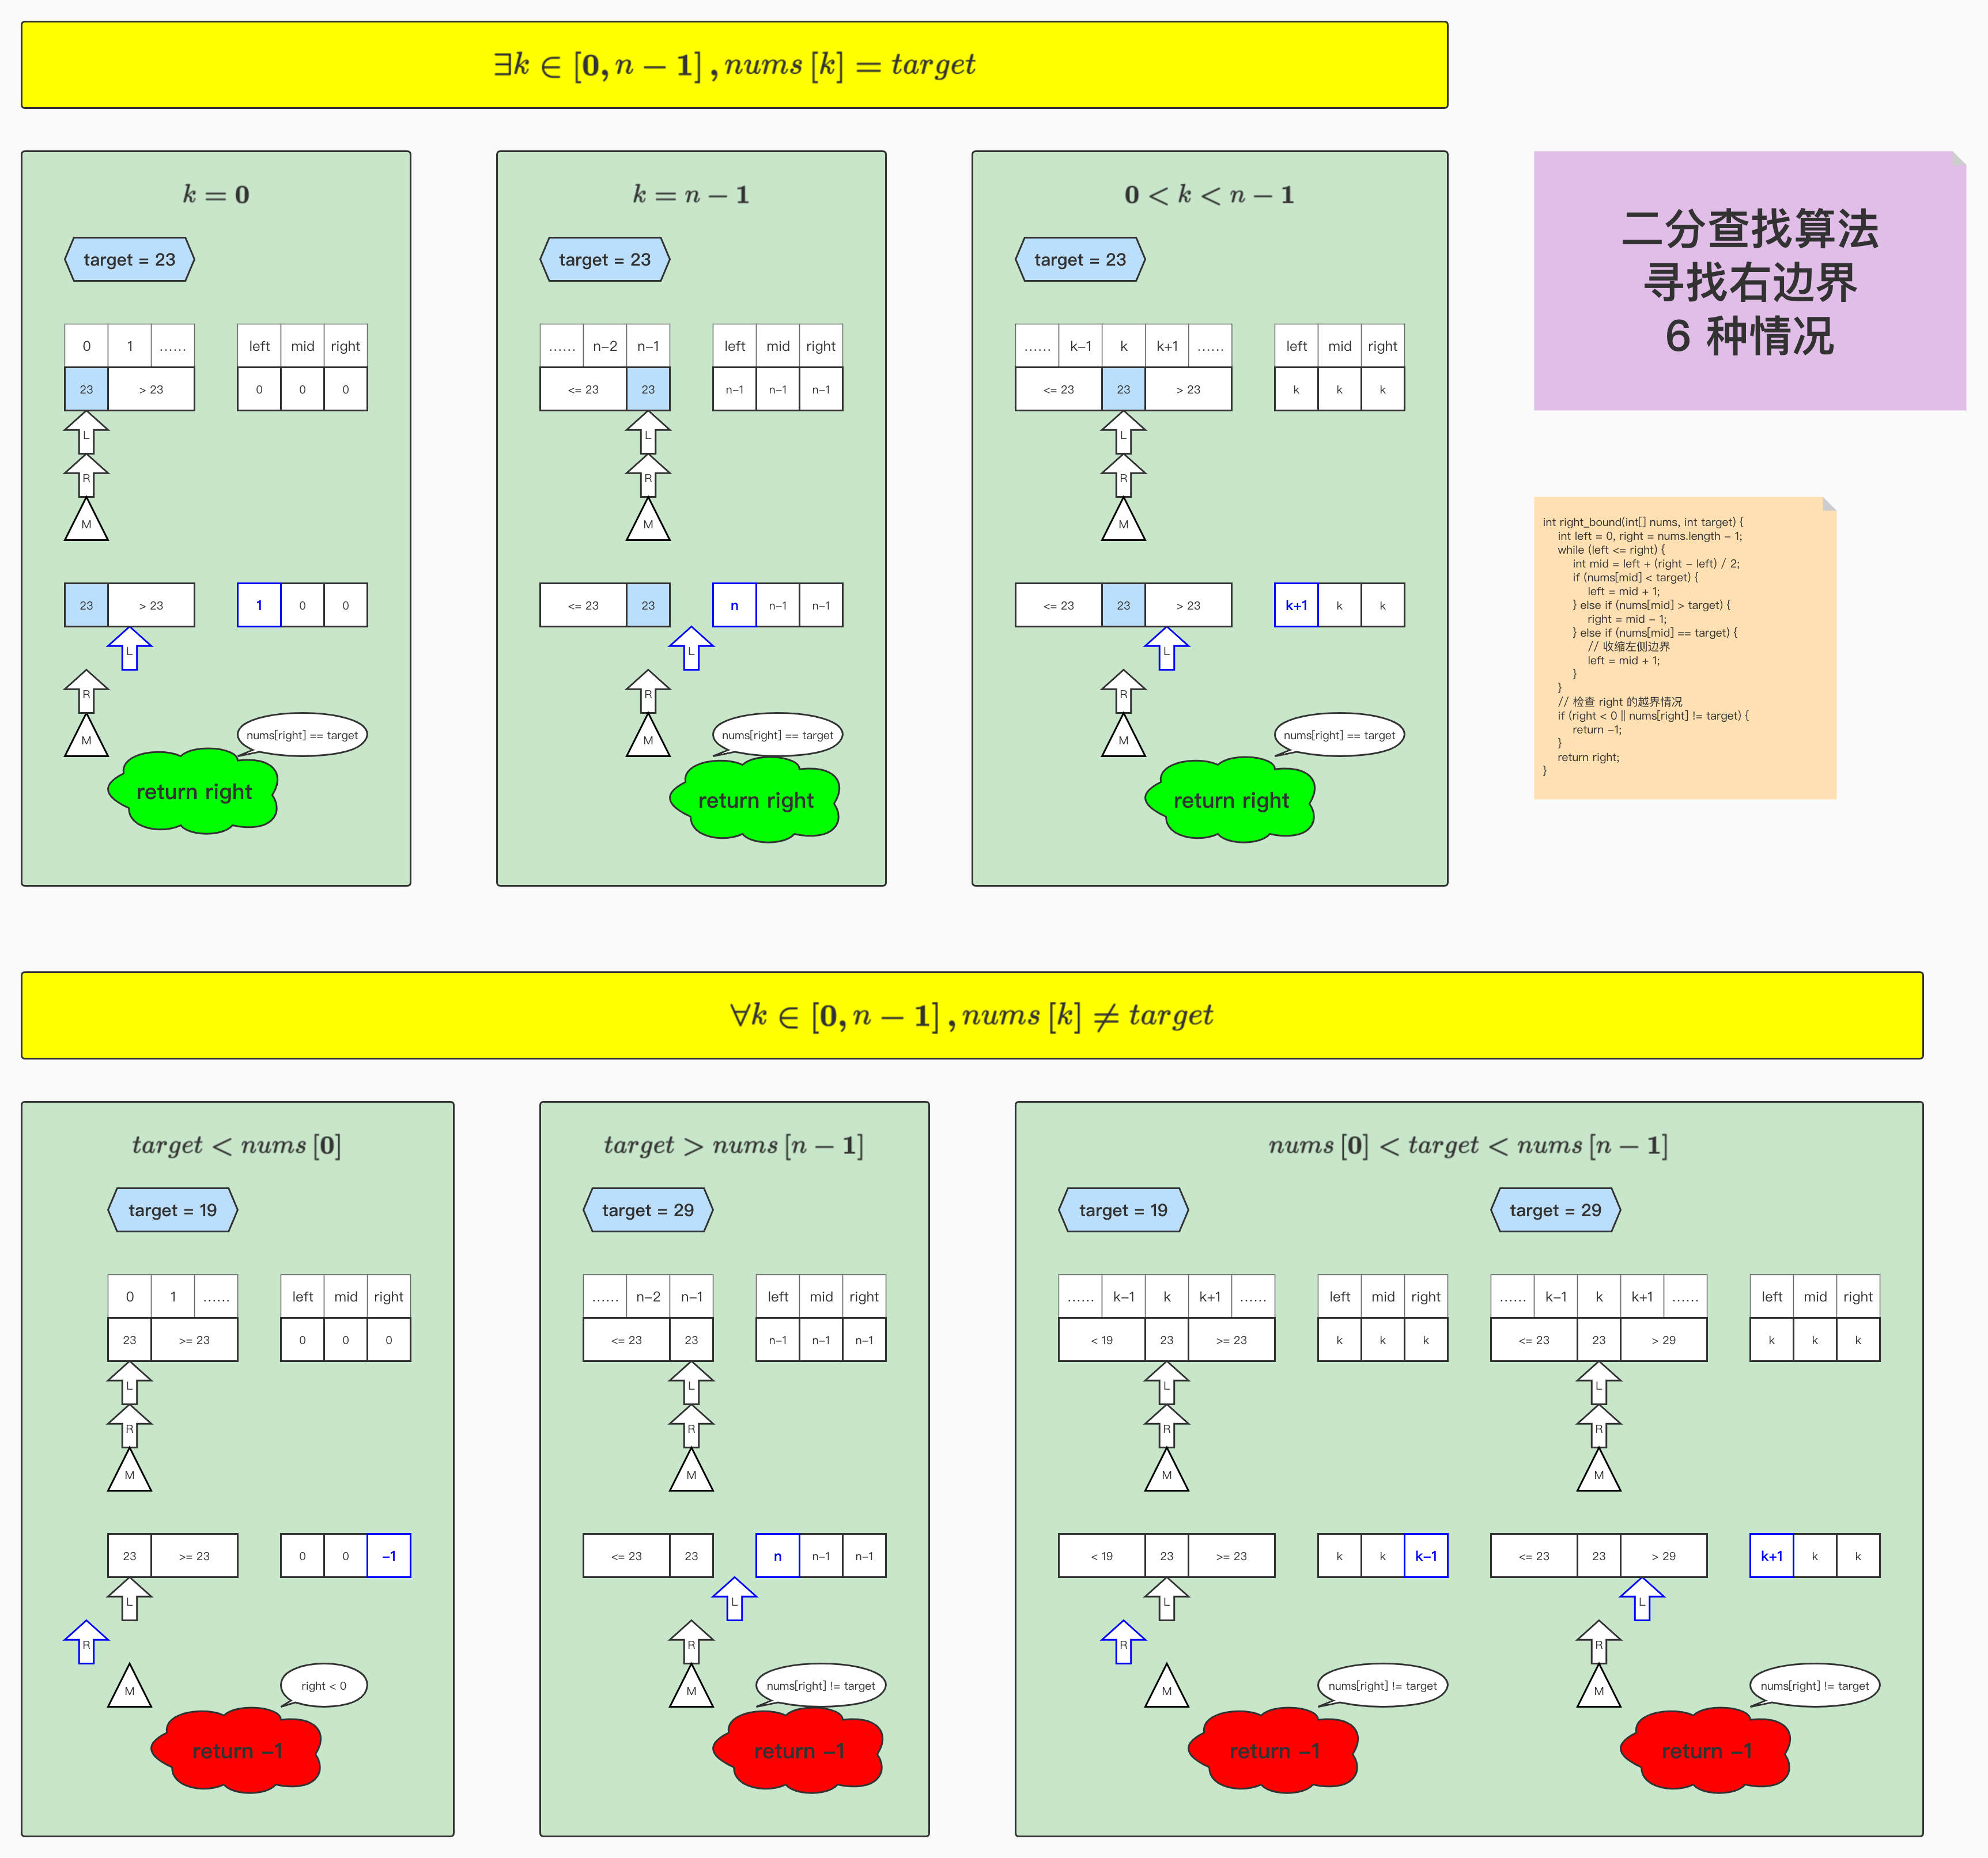 ∃k ∈ [0, n − 1] , nums [k] = target
k = 0
target = 23
0 1 ......
left mid right
23 > 23
0 0 0
L
R
M
23 > 23
1 0 0
L
R
M
nums[right] == target
return right
k = n − 1
target = 23
...... n-2 n-1
left mid right
<= 23 23
n-1 n-1 n-1
L
R
M
<= 23 23
n n-1 n-1
L
R
M
nums[right] == target
return right
0 < k < n − 1
target = 23
...... k-1 k k+1 ......
left mid right
<= 23 23 > 23
k k k
L
R
M
<= 23 23 > 23
k+1 k k
L
R
M
nums[right] == target
return right
二分查找算法
寻找右边界
6 种情况
int right_bound(int[] nums, int target) {
int left = 0, right = nums.length - 1;
while (left <= right) {
int mid = left + (right - left) / 2;
if (nums[mid] < target) {
left = mid + 1;
} else if (nums[mid] > target) {
right = mid - 1;
} else if (nums[mid] == target) {
// 收缩左侧边界
left = mid + 1;
}
}
// 检查 right 的越界情况
if (right < 0 || nums[right] != target) {
return -1;
}
return right;
}
∀k ∈ [0, n − 1] , nums [k] ≠ target
target < nums [0]
target = 19
0 1 ......
left mid right
23 >= 23
0 0 0
L
R
M
23 >= 23
0 0 -1
L
R
M
right < 0
return -1
target > nums [n − 1]
target = 29
...... n-2 n-1
left mid right
<= 23 23
n-1 n-1 n-1
L
R
M
<= 23 23
n n-1 n-1
L
R
M
nums[right] != target
return -1
nums [0] < target < nums [n − 1]
target = 19
...... k-1 k k+1 ......
left mid right
< 19 23 >= 23
k k k
L
R
M
< 19 23 >= 23
k k k-1
L
R
M
nums[right] != target
return -1
target = 29
...... k-1 k k+1 ......
left mid right
<= 23 23 > 29
k k k
L
R
M
<= 23 23 > 29
k+1 k k
L
R
M
nums[right] != target
return -1